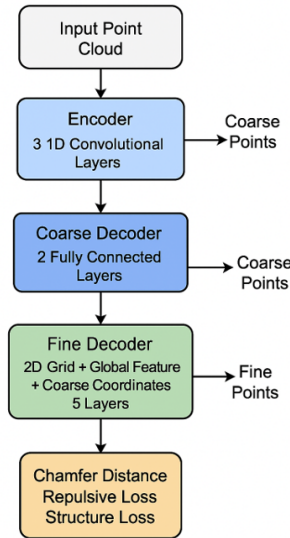 Input Point
Cloud
Encoder
3 1D Convolutional
Layers
Coarse
Points
Coarse Decoder
2 Fully Connected
Layers
Coarse
Points
Fine Decoder
2D Grid + Global Feature
+ Coarse Coordinates
5 Layers
Fine
Points
Chamfer Distance
Repulsive Loss
Structure Loss